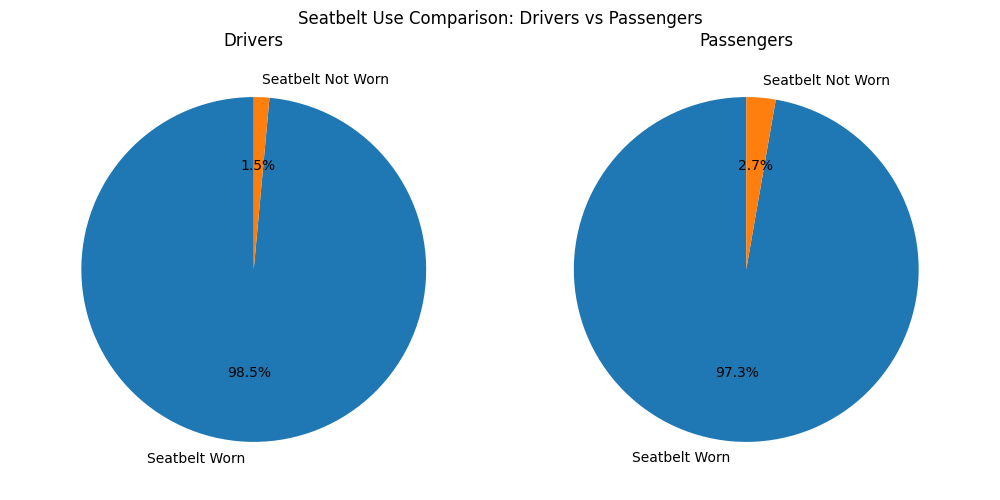 Seatbelt Use Comparison: Drivers vs Passengers
Drivers
Seatbelt Not Worn
1.5%
98.5%
Seatbelt Worn
Passengers
Seatbelt Not Worn
2.7%
97.3%
Seatbelt Worn